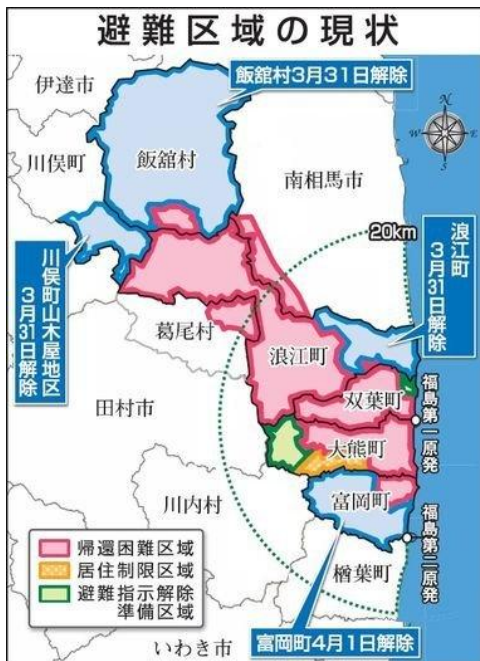 避難区域の現状
飯舘村3月31日解除
伊達市
川俣町
飯舘村
南相馬市
N
W
E
S
20km
浪江町
3月31日解除
川俣町山木屋地区
3月31日解除
葛尾村
浪江町
双葉町
福島第一原発
田村市
大熊町
川内村
富岡町
福島第二原発
楢葉町
帰還困難区域
居住制限区域
避難指示解除
準備区域
いわき市
富岡町4月1日解除